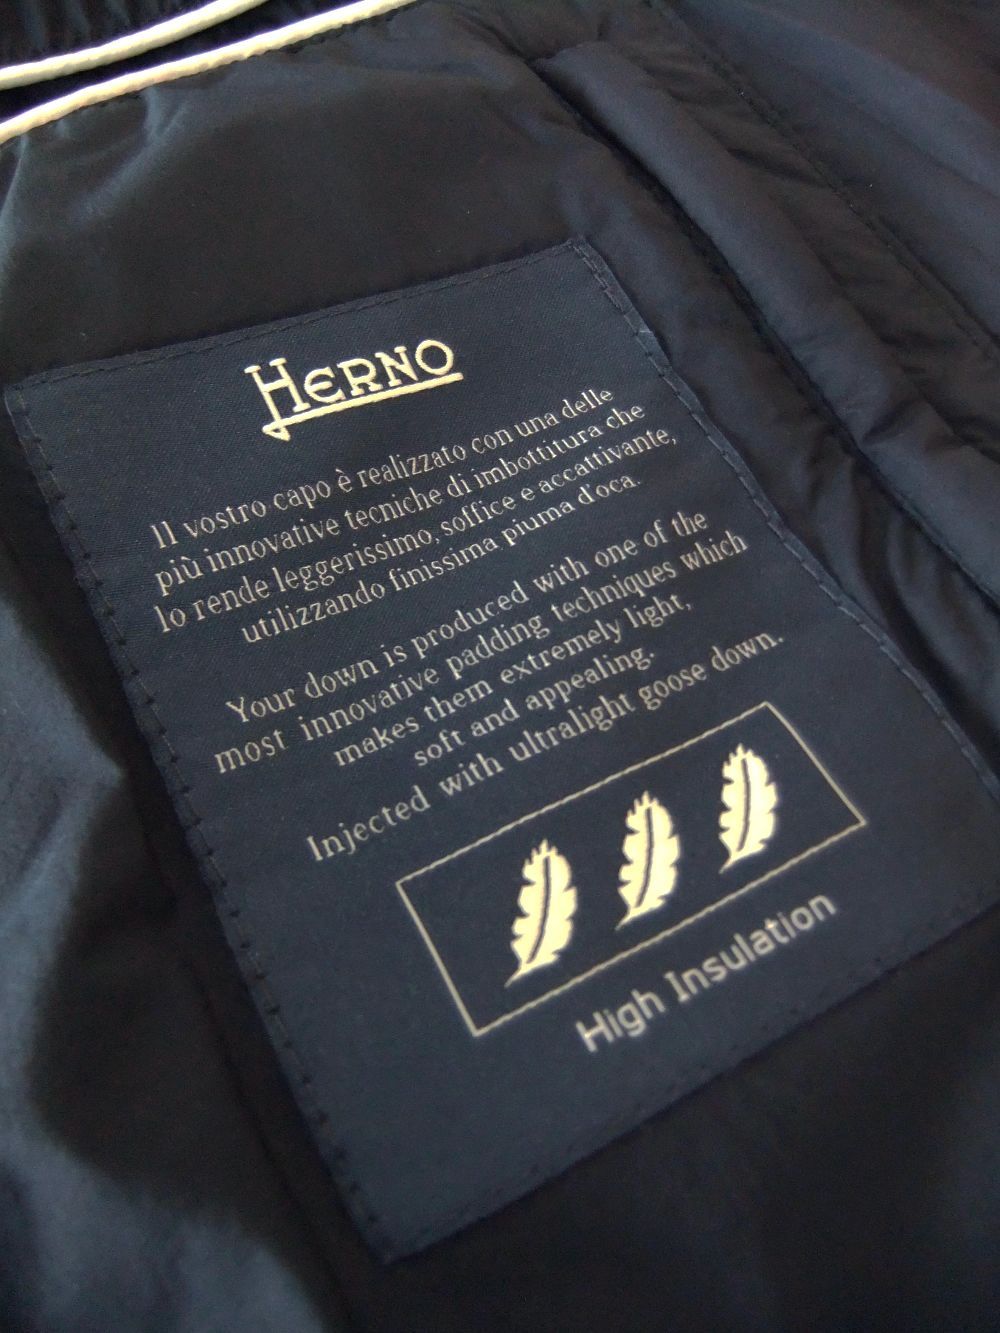 HERNO
Il vostro capo è realizzato con una delle
più innovative tecniche di imbottitura che
lo rende leggerissimo, soffice e accattivante,
utilizzando finissima piuma d'oca.
Your down is produced with one of the
most innovative padding techniques which
makes them extremely light,
soft and appealing.
Injected with ultralight goose down.
High Insulation